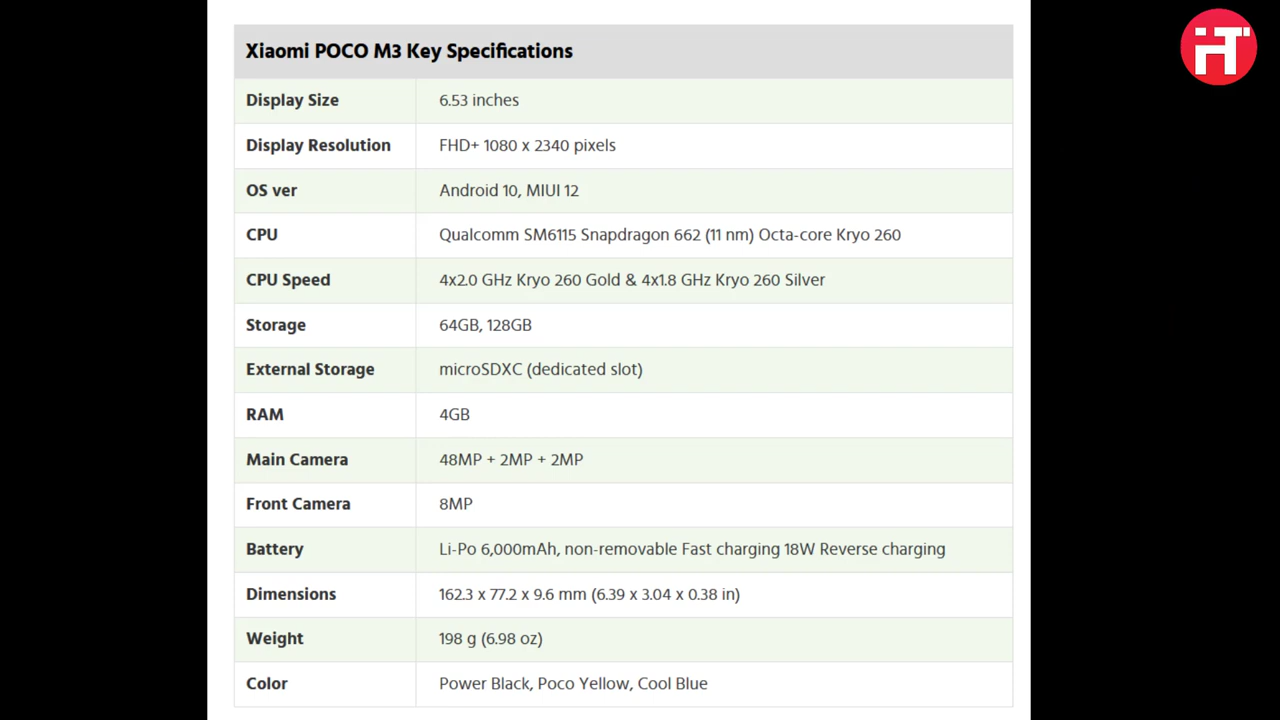 Xiaomi POCO M3 Key Specifications
Display Size 6.53 inches
Display Resolution FHD+ 1080 x 2340 pixels
OS ver Android 10, MIUI 12
CPU Qualcomm SM6115 Snapdragon 662 (11 nm) Octa-core Kryo 260
CPU Speed 4x2.0 GHz Kryo 260 Gold & 4x1.8 GHz Kryo 260 Silver
Storage 64GB, 128GB
External Storage microSDXC (dedicated slot)
RAM 4GB
Main Camera 48MP + 2MP + 2MP
Front Camera 8MP
Battery Li-Po 6,000mAh, non-removable Fast charging 18W Reverse charging
Dimensions 162.3 x 77.2 x 9.6 mm (6.39 x 3.04 x 0.38 in)
Weight 198 g (6.98 oz)
Color Power Black, Poco Yellow, Cool Blue